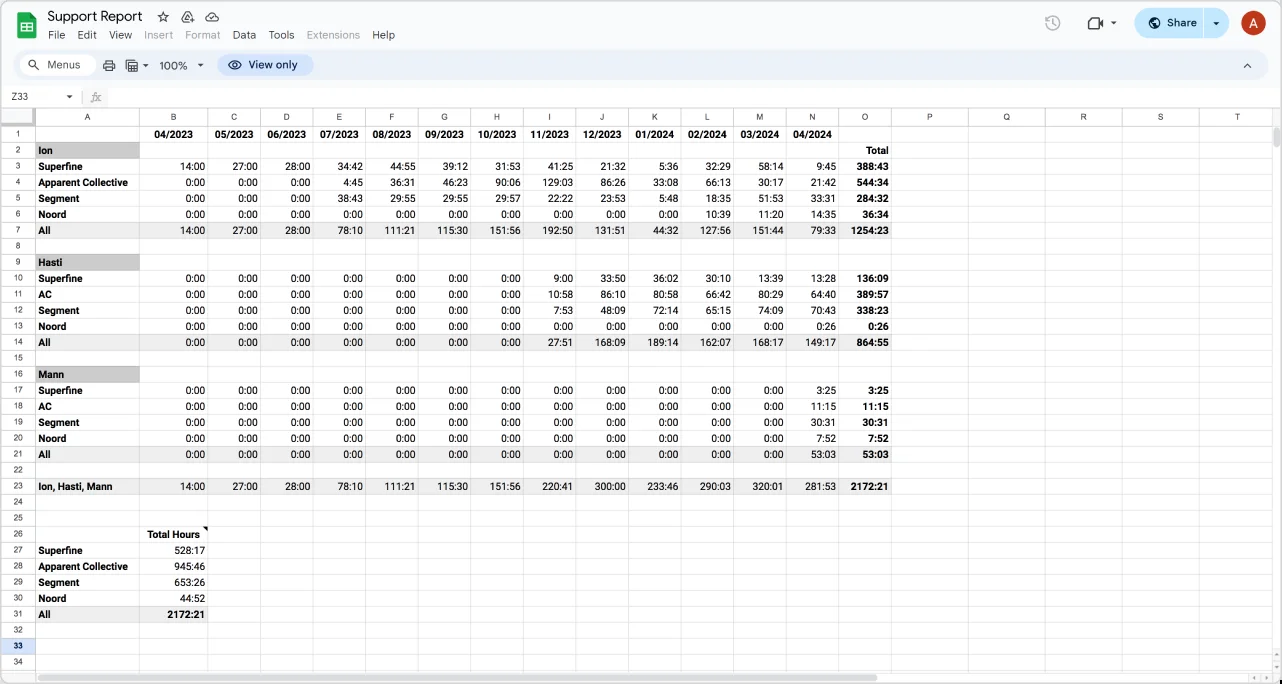 Support Report
File Edit View Insert Format Data Tools Extensions Help
Share
A
Menus 100% View only
Z33 fx
A B C D E F G H I J K L M N O P Q R S T
1 04/2023 05/2023 06/2023 07/2023 08/2023 09/2023 10/2023 11/2023 12/2023 01/2024 02/2024 03/2024 04/2024
2 Ion Total
3 Superfine 14:00 27:00 28:00 34:42 44:55 39:12 31:53 41:25 21:32 5:36 32:29 58:14 9:45 388:43
4 Apparent Collective 0:00 0:00 0:00 4:45 36:31 46:23 90:06 129:03 86:26 33:08 66:13 30:17 21:42 544:34
5 Segment 0:00 0:00 0:00 38:43 29:55 29:55 29:57 22:22 23:53 5:48 18:35 51:53 33:31 284:32
6 Noord 0:00 0:00 0:00 0:00 0:00 0:00 0:00 0:00 0:00 0:00 10:39 11:20 14:35 36:34
7 All 14:00 27:00 28:00 78:10 111:21 115:30 151:56 192:50 131:51 44:32 127:56 151:44 79:33 1254:23
8
9 Hasti
10 Superfine 0:00 0:00 0:00 0:00 0:00 0:00 0:00 9:00 33:50 36:02 30:10 13:39 13:28 136:09
11 AC 0:00 0:00 0:00 0:00 0:00 0:00 0:00 10:58 86:10 80:58 66:42 80:29 64:40 389:57
12 Segment 0:00 0:00 0:00 0:00 0:00 0:00 0:00 7:53 48:09 72:14 65:15 74:09 70:43 338:23
13 Noord 0:00 0:00 0:00 0:00 0:00 0:00 0:00 0:00 0:00 0:00 0:00 0:00 0:26 0:26
14 All 0:00 0:00 0:00 0:00 0:00 0:00 0:00 27:51 168:09 189:14 162:07 168:17 149:17 864:55
15
16 Mann
17 Superfine 0:00 0:00 0:00 0:00 0:00 0:00 0:00 0:00 0:00 0:00 0:00 0:00 3:25 3:25
18 AC 0:00 0:00 0:00 0:00 0:00 0:00 0:00 0:00 0:00 0:00 0:00 0:00 11:15 11:15
19 Segment 0:00 0:00 0:00 0:00 0:00 0:00 0:00 0:00 0:00 0:00 0:00 0:00 30:31 30:31
20 Noord 0:00 0:00 0:00 0:00 0:00 0:00 0:00 0:00 0:00 0:00 0:00 0:00 7:52 7:52
21 All 0:00 0:00 0:00 0:00 0:00 0:00 0:00 0:00 0:00 0:00 0:00 0:00 53:03 53:03
22
23 Ion, Hasti, Mann 14:00 27:00 28:00 78:10 111:21 115:30 151:56 220:41 300:00 233:46 290:03 320:01 281:53 2172:21
24
25
26 Total Hours
27 Superfine 528:17
28 Apparent Collective 945:46
29 Segment 653:26
30 Noord 44:52
31 All 2172:21
32
33
34